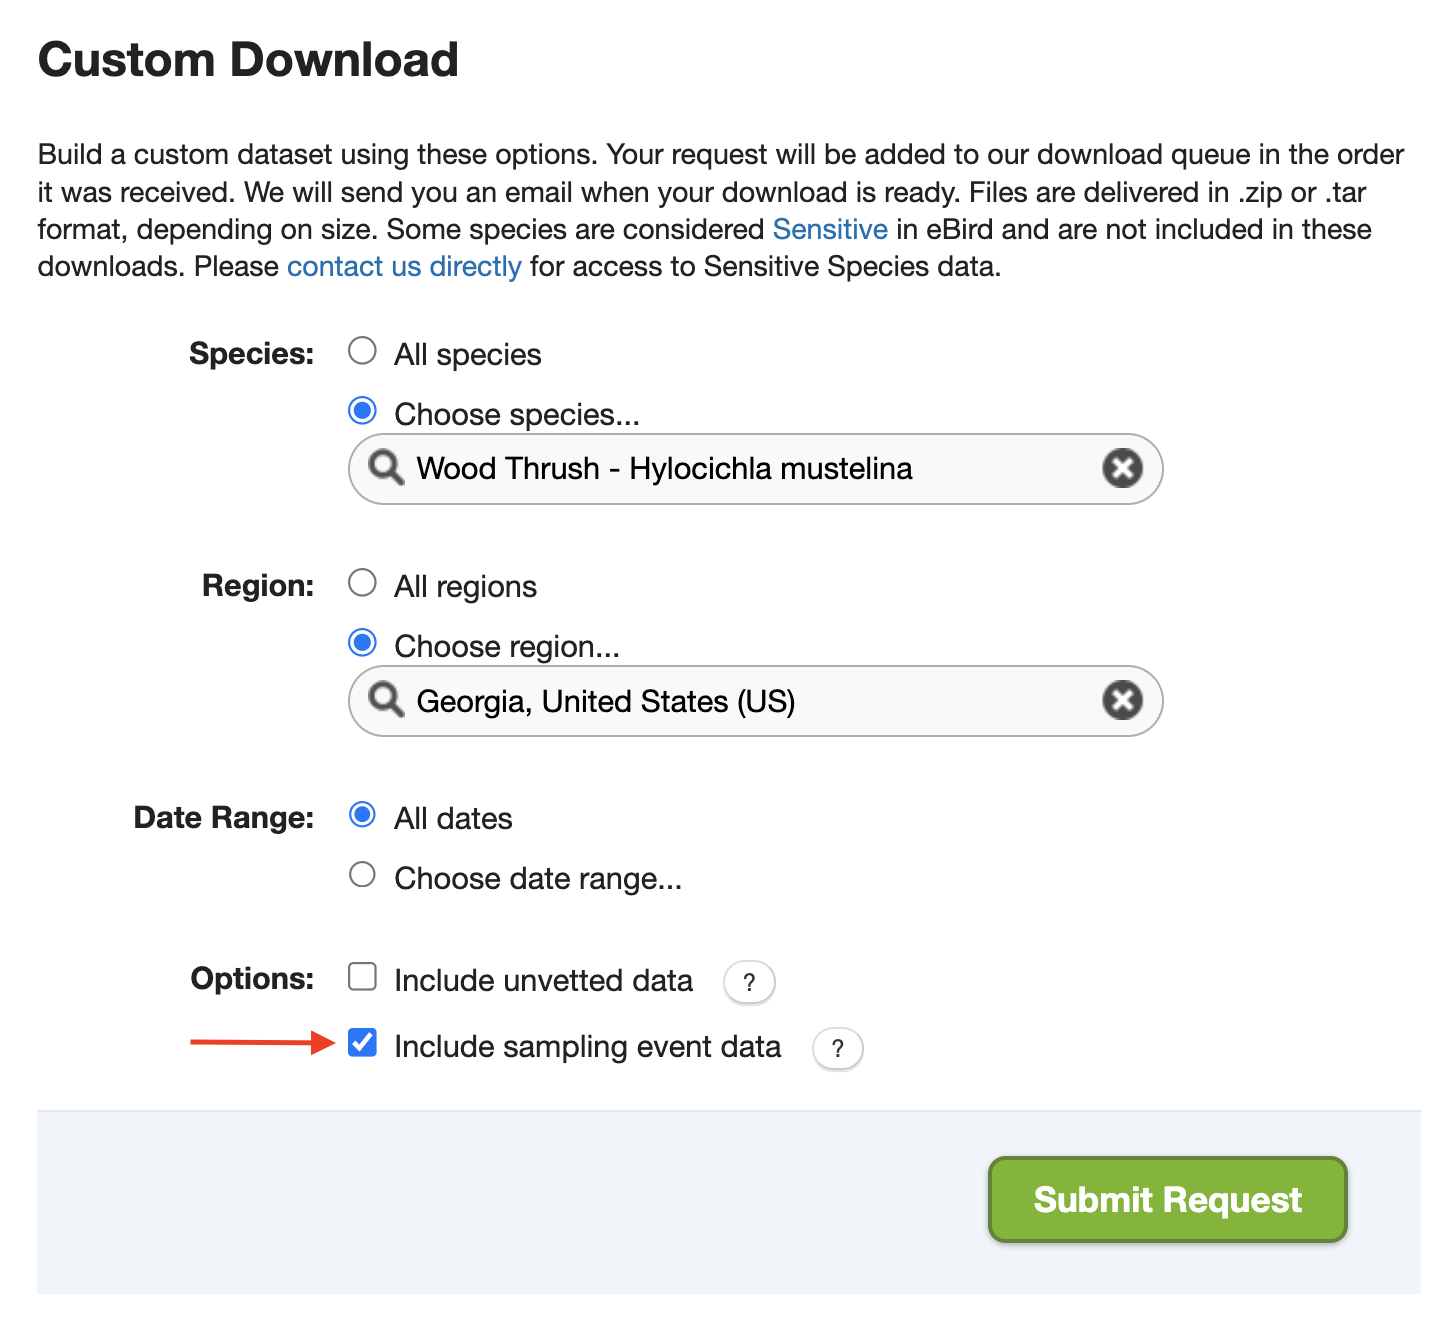 Custom Download
Build a custom dataset using these options. Your request will be added to our download queue in the order
it was received. We will send you an email when your download is ready. Files are delivered in .zip or .tar
format, depending on size. Some species are considered Sensitive in eBird and are not included in these
downloads. Please contact us directly for access to Sensitive Species data.
Species: All species
Choose species...
Wood Thrush - Hylocichla mustelina
Region: All regions
Choose region...
Georgia, United States (US)
Date Range: All dates
Choose date range...
Options: Include unvetted data ?
Include sampling event data ?
Submit Request